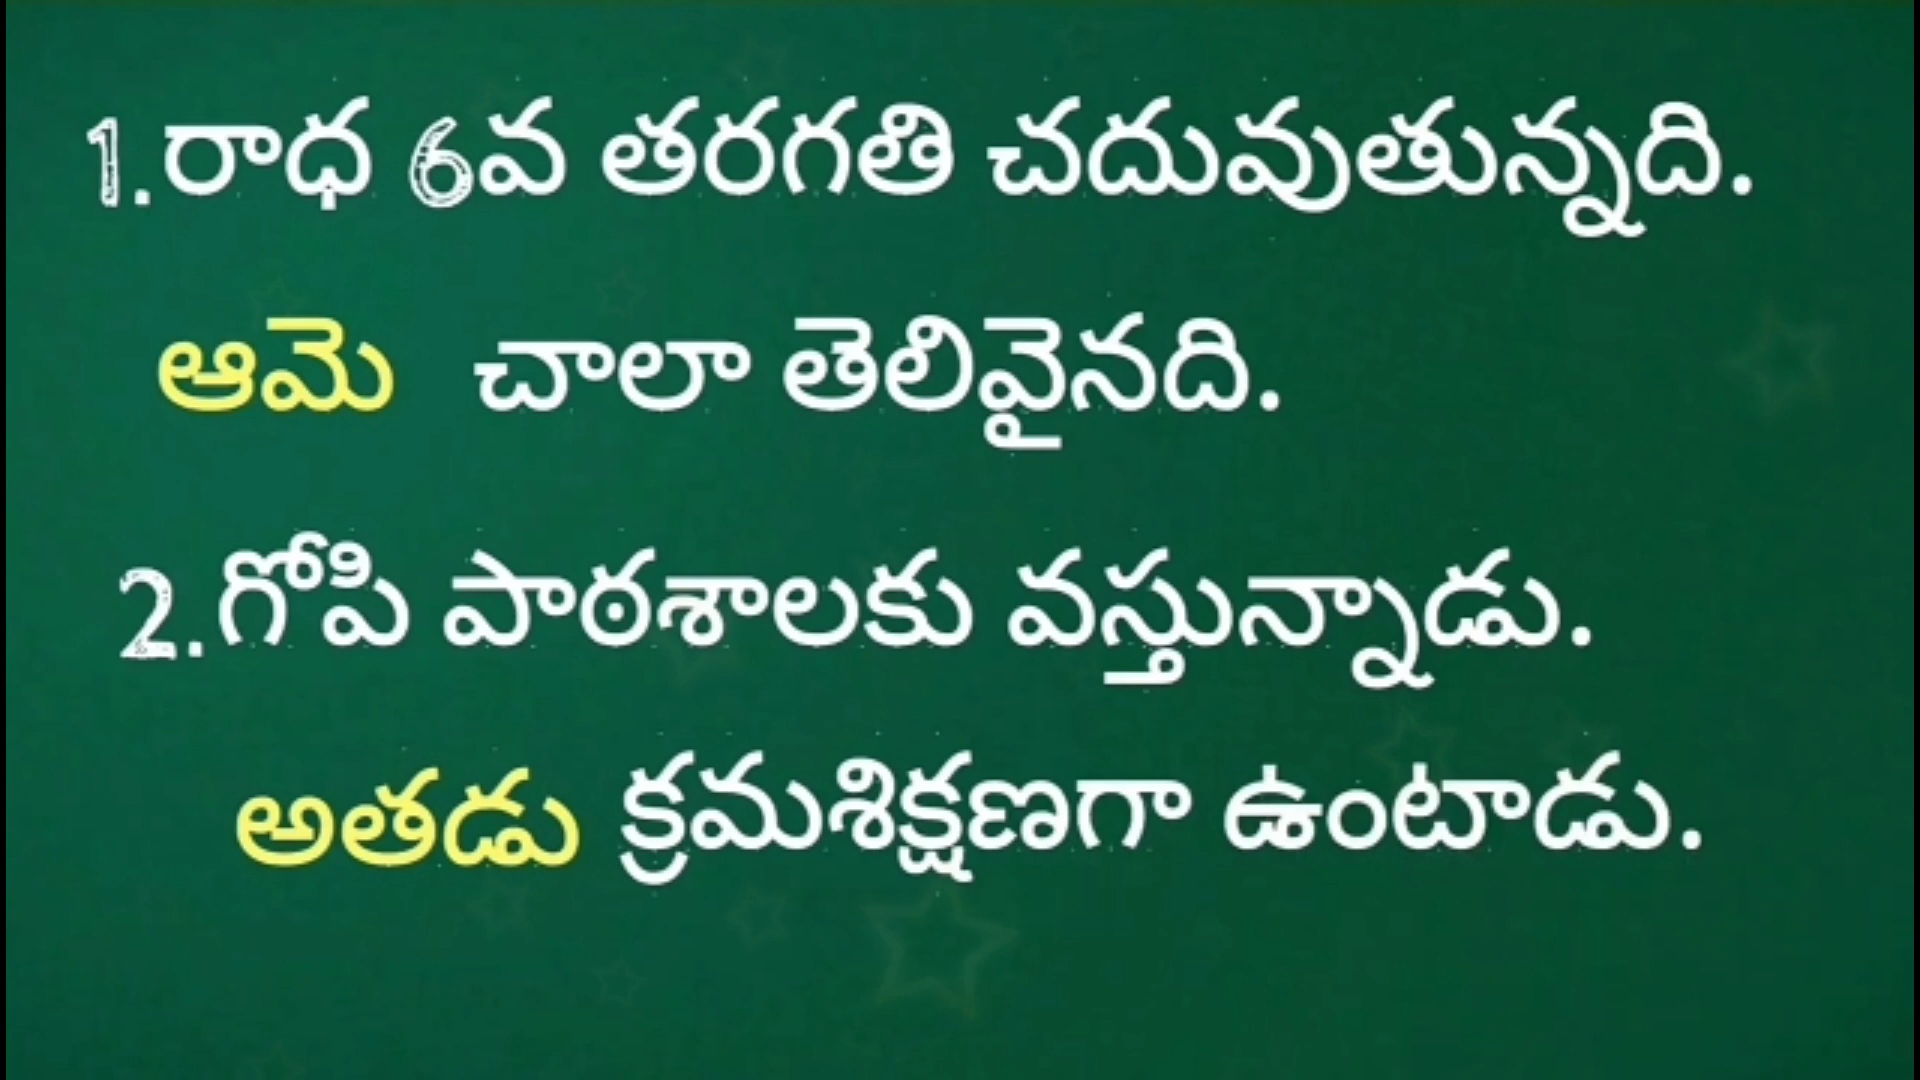 1.రాధ 6వ తరగతి చదువుతున్నది.
ఆమె చాలా తెలివైనది.
2.గోపి పాఠశాలకు వస్తున్నాడు.
అతడు క్రమశిక్షణగా ఉంటాడు.